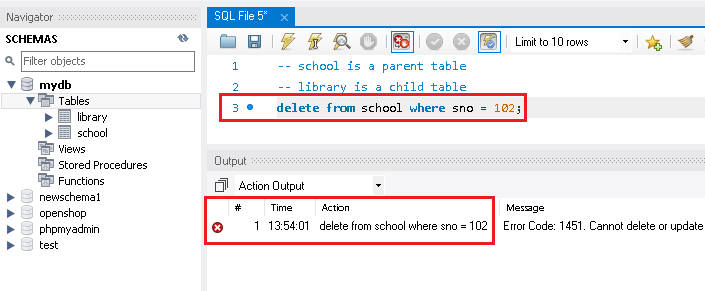 Navigator
SCHEMAS
Filter objects
mydb
Tables
library
school
Views
Stored Procedures
Functions
newschema1
openshop
phpmyadmin
test
SQL File 5*
Limit to 10 rows
1 -- school is a parent table
2 -- library is a child table
3 delete from school where sno = 102;
Output
Action Output
# Time Action Message
1 13:54:01 delete from school where sno = 102 Error Code: 1451. Cannot delete or update